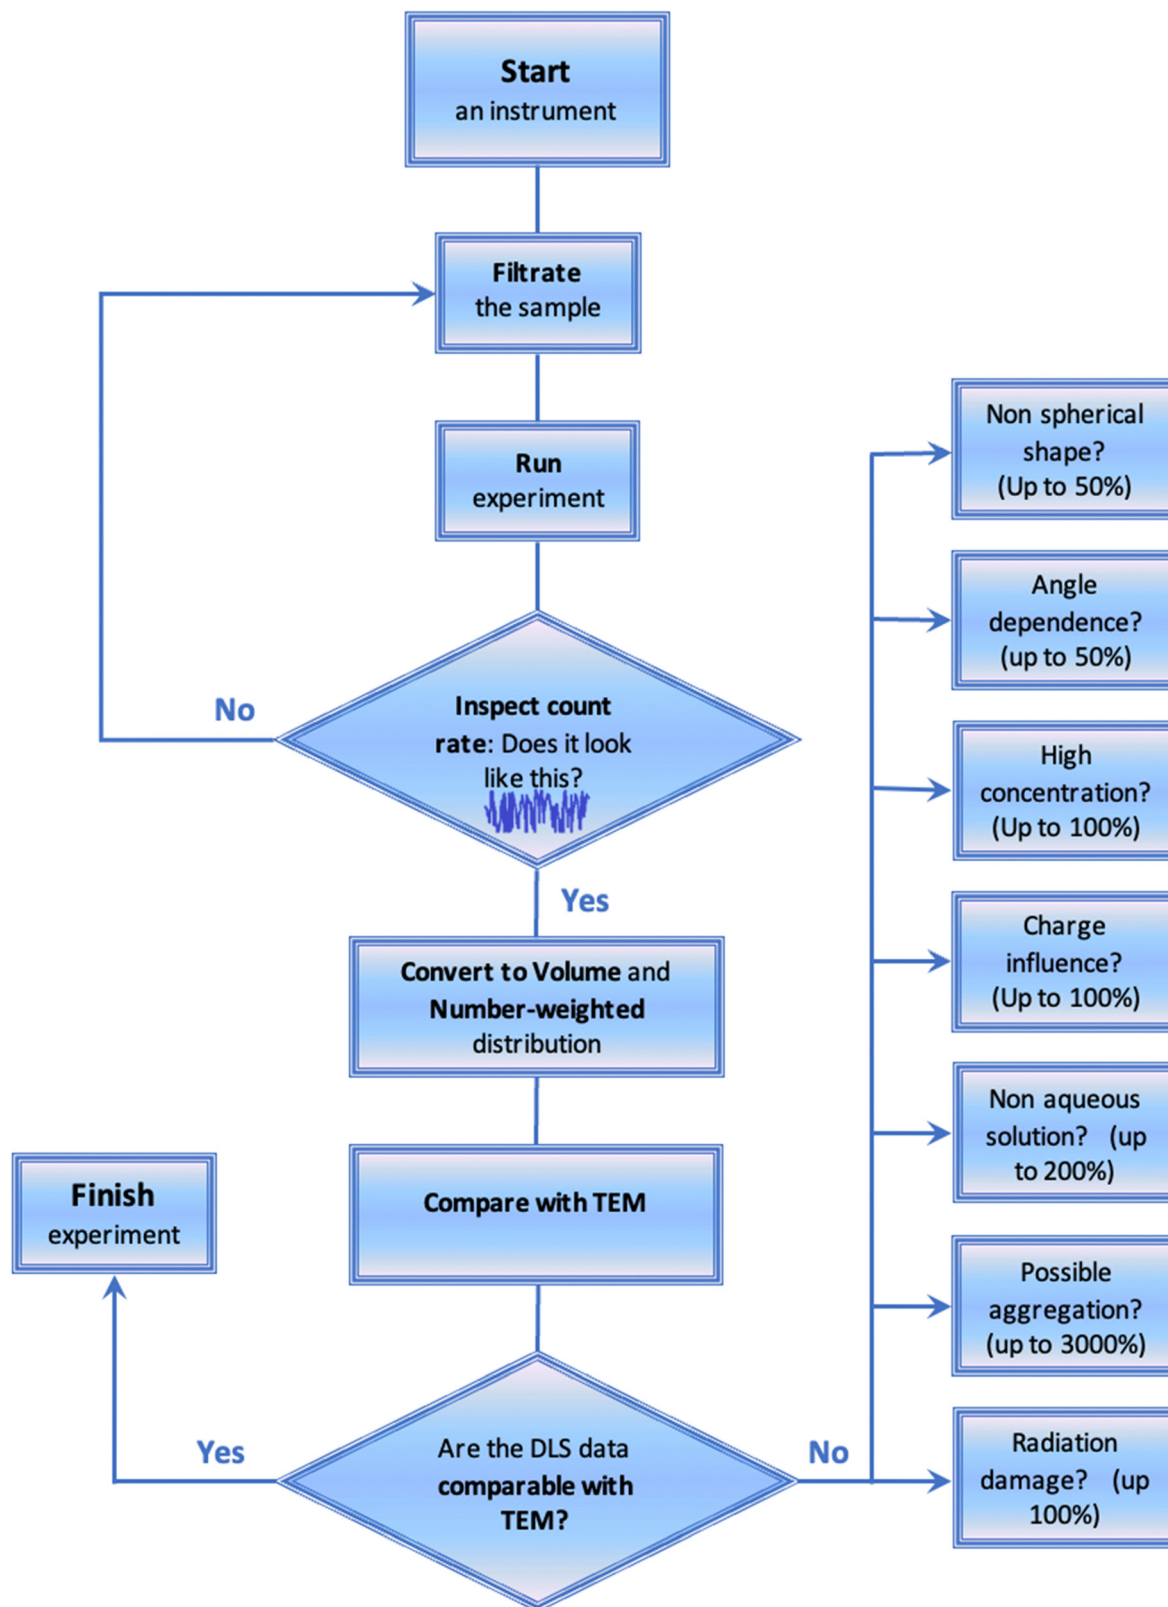 Start
an instrument
Filtrate
the sample
Run
experiment
Inspect count
rate: Does it look
like this?
No
Yes
Convert to Volume and
Number-weighted
distribution
Compare with TEM
Are the DLS data
comparable with
TEM?
Yes
Finish
experiment
No
Non spherical
shape?
(Up to 50%)
Angle
dependence?
(up to 50%)
High
concentration?
(Up to 100%)
Charge
influence?
(Up to 100%)
Non aqueous
solution? (up
to 200%)
Possible
aggregation?
(up to 3000%)
Radiation
damage? (up
100%)